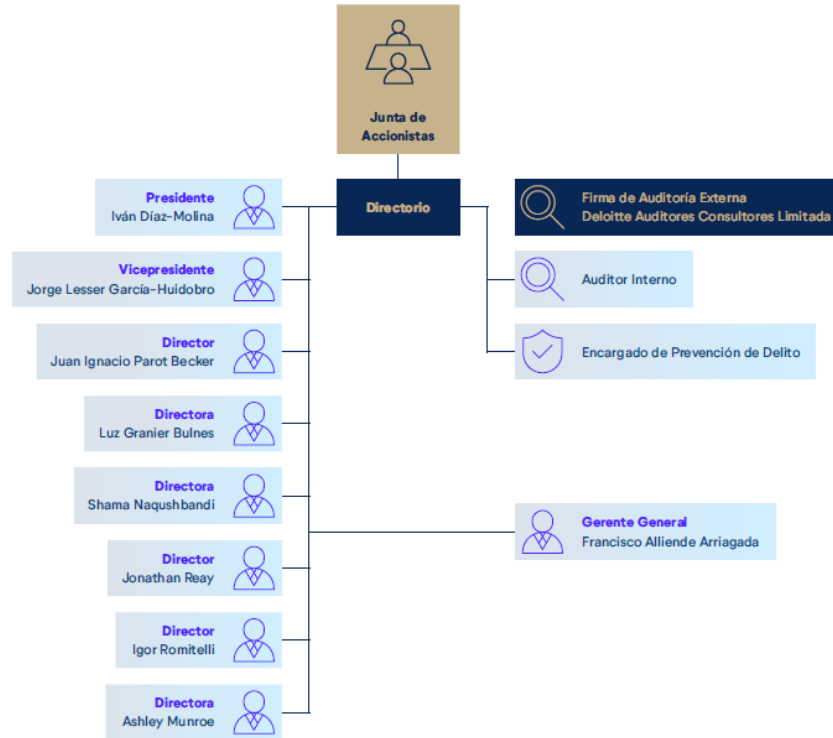 Junta de
Accionistas
Directorio
Presidente
Iván Díaz-Molina
Vicepresidente
Jorge Lesser García-Huidobro
Director
Juan Ignacio Parot Becker
Directora
Luz Granier Bulnes
Directora
Shama Naqushbandi
Director
Jonathan Reay
Director
Igor Romitelli
Directora
Ashley Munroe
Firma de Auditoría Externa
Deloitte Auditores Consultores Limitada
Auditor Interno
Encargado de Prevención de Delito
Gerente General
Francisco Alliende Arriagada